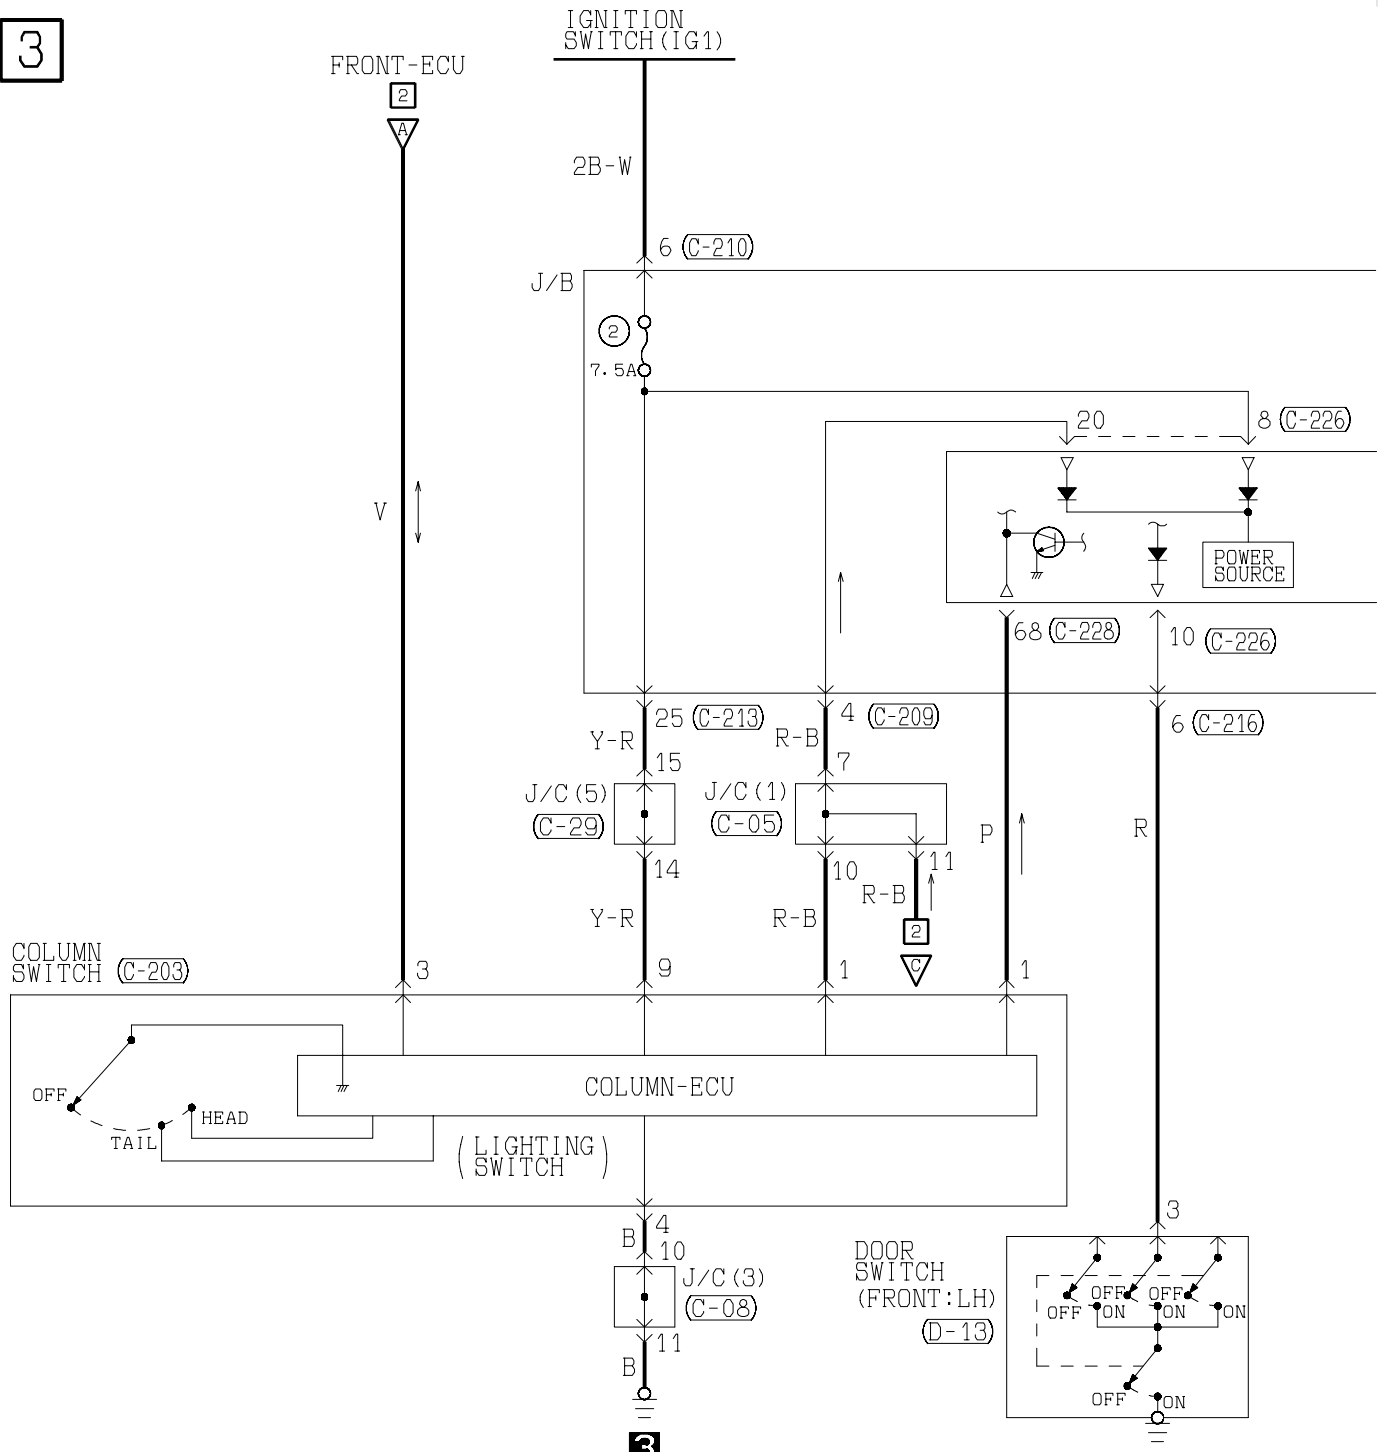 3
IGNITION
SWITCH(IG1)
FRONT-ECU
2
A
2B-W
6 (C-210)
J/B
2
7.5A
20
8 (C-226)
V
POWER
SOURCE
68 (C-228)
10 (C-226)
25 (C-213)
4 (C-209)
6 (C-216)
Y-R
R-B
15
7
J/C(5)
(C-29)
J/C(1)
(C-05)
P
R
14
10
11
R-B
Y-R
R-B
2
C
COLUMN
SWITCH (C-203)
3
9
1
1
OFF
TAIL
HEAD
COLUMN-ECU
(LIGHTING
SWITCH)
4
B
10
J/C(3)
(C-08)
11
B
3
3
DOOR
SWITCH
(FRONT:LH)
(D-13)
OFF
OFF
OFF
ON
ON
ON
OFF
ON